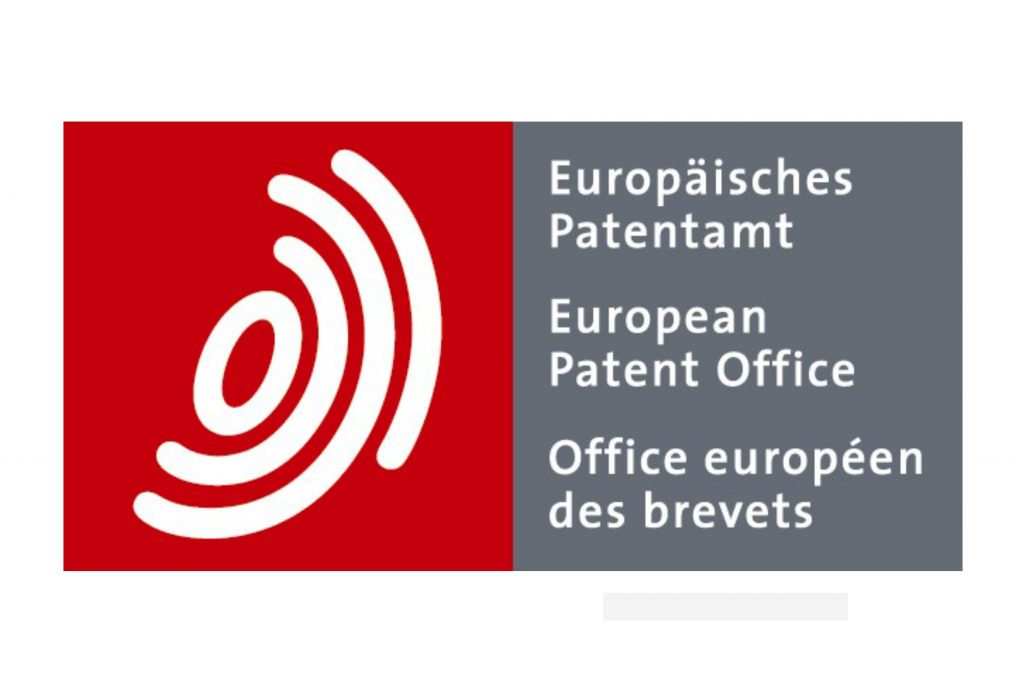 Europäisches
Patentamt
European
Patent Office
Office européen
des brevets